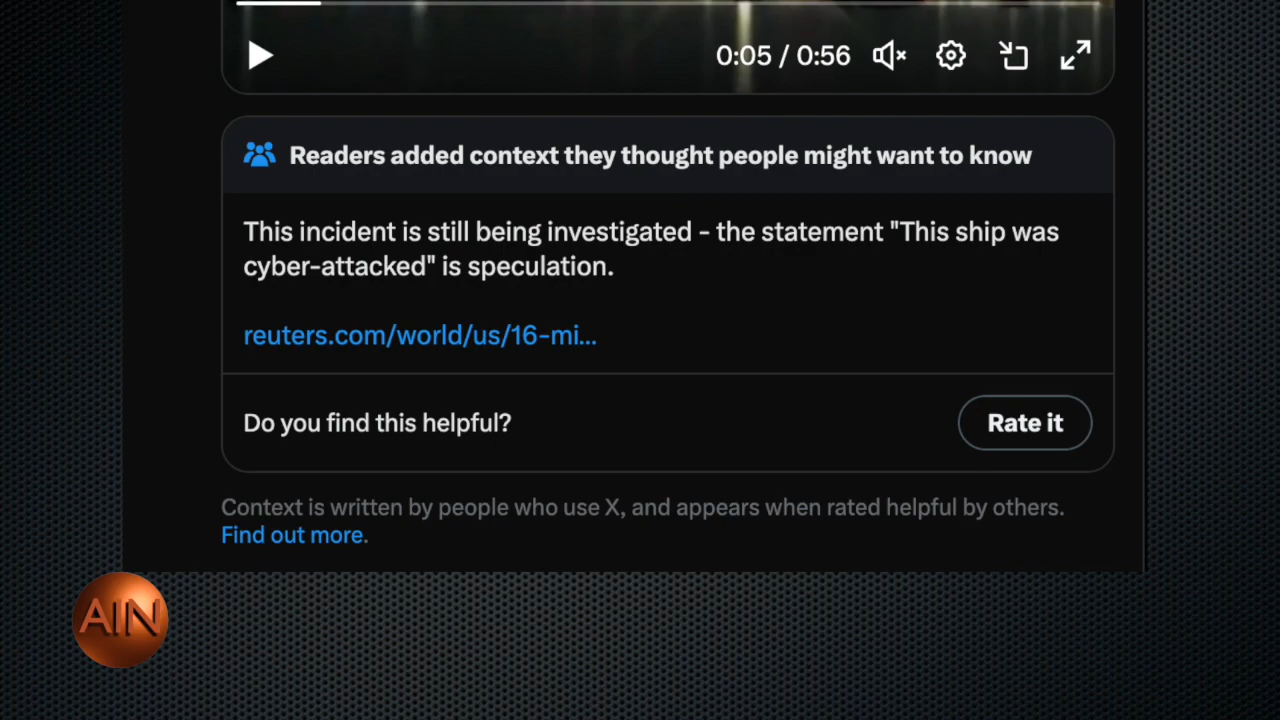 0:05 / 0:56
Readers added context they thought people might want to know
This incident is still being investigated - the statement "This ship was
cyber-attacked" is speculation.
reuters.com/world/us/16-mi...
Do you find this helpful?
Rate it
Context is written by people who use X, and appears when rated helpful by others.
Find out more.
AIN